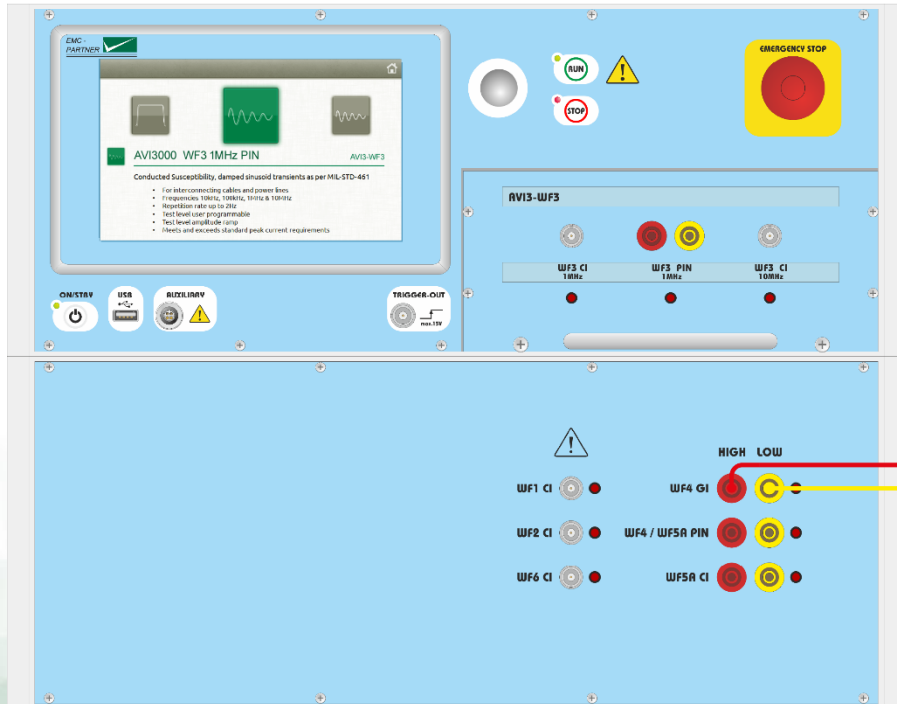 EMC -
PARTNER
AVI3000 WF3 1MHz PIN
AVI3-WF3
Conducted Susceptibility, damped sinusoid transients as per MIL-STD-461
• For interconnecting cables and power lines
• Frequencies 10kHz, 100kHz, 1MHz & 10MHz
• Repetition rate up to 2Hz
• Test level user programmable
• Test level amplitude ramp
• Meets and exceeds standard peak current requirements
RUN
STOP
EMERGENCY STOP
ON/STBY
USB
AUXILIARY
TRIGGER-OUT
max.15V
AVI3-WF3
WF3 CI
1MHz
WF3 PIN
1MHz
WF3 CI
10MHz
HIGH LOW
WF1 CI
WF4 GI
WF2 CI
WF4 / WF5A PIN
WF6 CI
WF5A CI